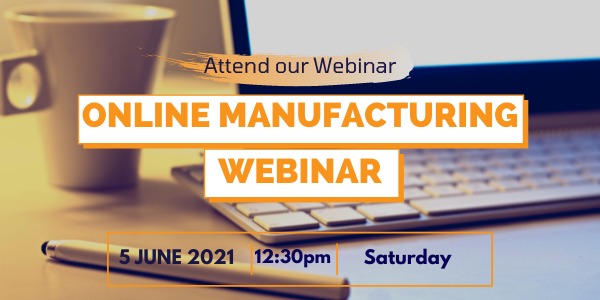 Attend our Webinar
ONLINE MANUFACTURING
WEBINAR
5 JUNE 2021 12:30pm Saturday